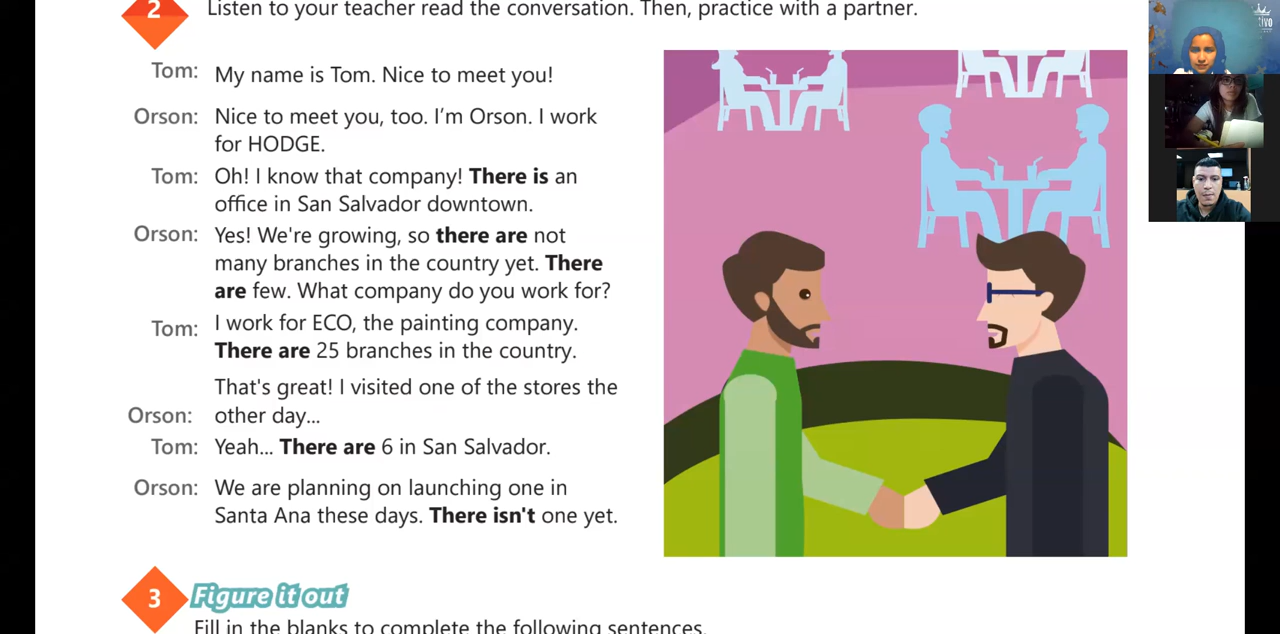 2 Listen to your teacher read the conversation. Then, practice with a partner.
Tom: My name is Tom. Nice to meet you!
Orson: Nice to meet you, too. I'm Orson. I work
for HODGE.
Tom: Oh! I know that company! There is an
office in San Salvador downtown.
Orson: Yes! We're growing, so there are not
many branches in the country yet. There
are few. What company do you work for?
Tom: I work for ECO, the painting company.
There are 25 branches in the country.
That's great! I visited one of the stores the
Orson: other day...
Tom: Yeah... There are 6 in San Salvador.
Orson: We are planning on launching one in
Santa Ana these days. There isn't one yet.
3 Figure it out
Fill in the blanks to complete the following sentences.